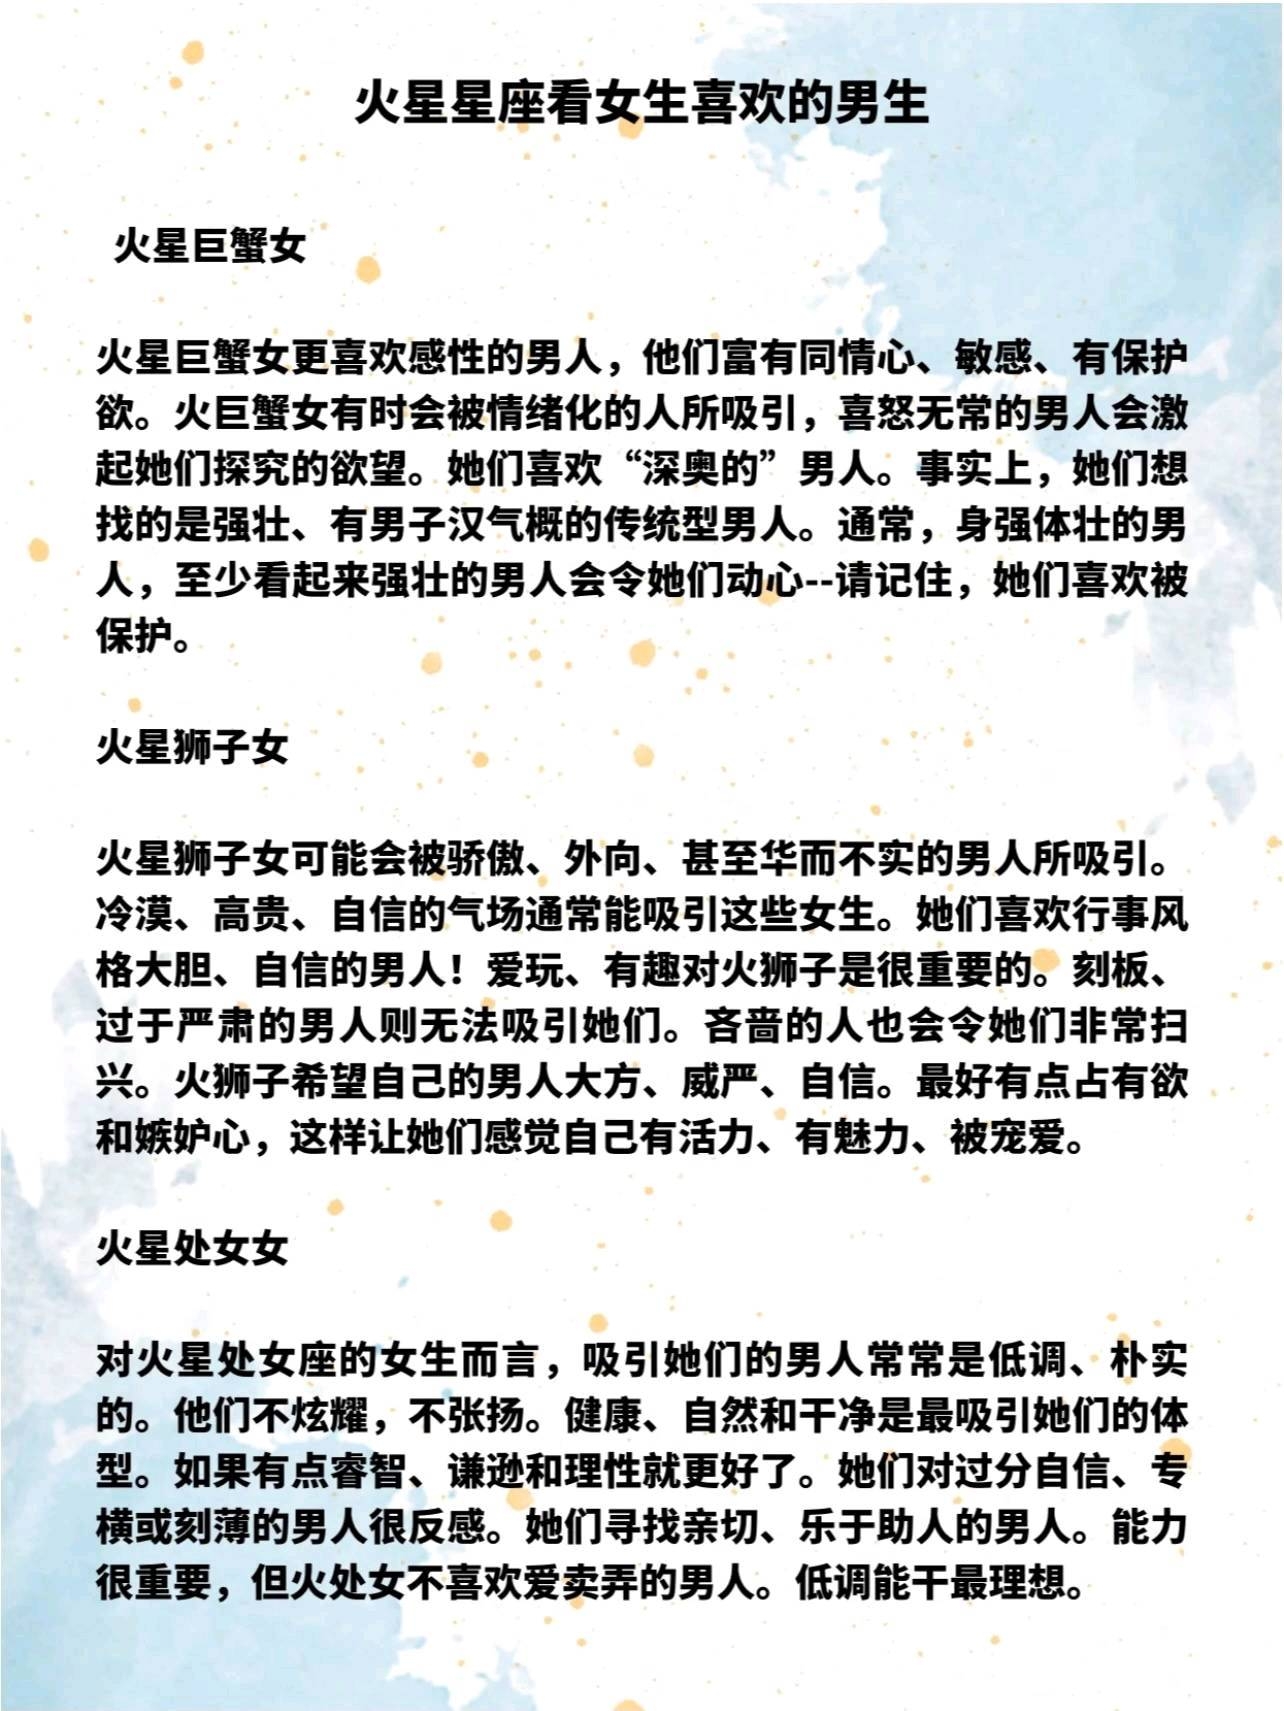 火星星座看女生喜欢的男生
火星巨蟹女
火星巨蟹女更喜欢感性的男人，他们富有同情心、敏感、有保护
欲。火巨蟹女有时会被情绪化的人所吸引，喜怒无常的男人会激
起她们探究的欲望。她们喜欢“深奥的”男人。事实上，她们想
找的是强壮、有男子汉气概的传统型男人。通常，身强体壮的男
人，至少看起来强壮的男人会令她们动心--请记住，她们喜欢被
保护。
火星狮子女
火星狮子女可能会被骄傲、外向、甚至华而不实的男人所吸引。
冷漠、高贵、自信的气场通常能吸引这些女生。她们喜欢行事风
格大胆、自信的男人！爱玩、有趣对火狮子是很重要的。刻板、
过于严肃的男人则无法吸引她们。吝啬的人也会令她们非常扫
兴。火狮子希望自己的男人大方、威严、自信。最好有点占有欲
和嫉妒心，这样让她们感觉自己有活力、有魅力、被宠爱。
火星处女女
对火星处女座的女生而言，吸引她们的男人常常是低调、朴实
的。他们不炫耀，不张扬。健康、自然和干净是最吸引她们的体
型。如果有点睿智、谦逊和理性就更好了。她们对过分自信、专
横或刻薄的男人很反感。她们寻找亲切、乐于助人的男人。能力
很重要，但火处女不喜欢爱卖弄的男人。低调能干最理想。